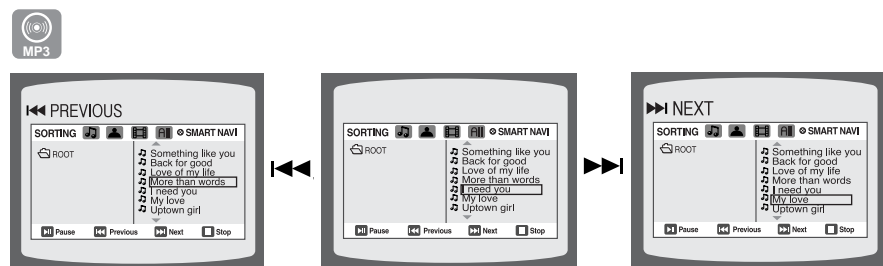 MP3
PREVIOUS
SORTING All SMART NAVI
ROOT
Something like you
Back for good
Love of my life
More than words
I need you
My love
Uptown girl
Pause Previous Next Stop
SORTING All SMART NAVI
ROOT
Something like you
Back for good
Love of my life
More than words
I need you
My love
Uptown girl
Pause Previous Next Stop
NEXT
SORTING All SMART NAVI
ROOT
Something like you
Back for good
Love of my life
More than words
I need you
My love
Uptown girl
Pause Previous Next Stop